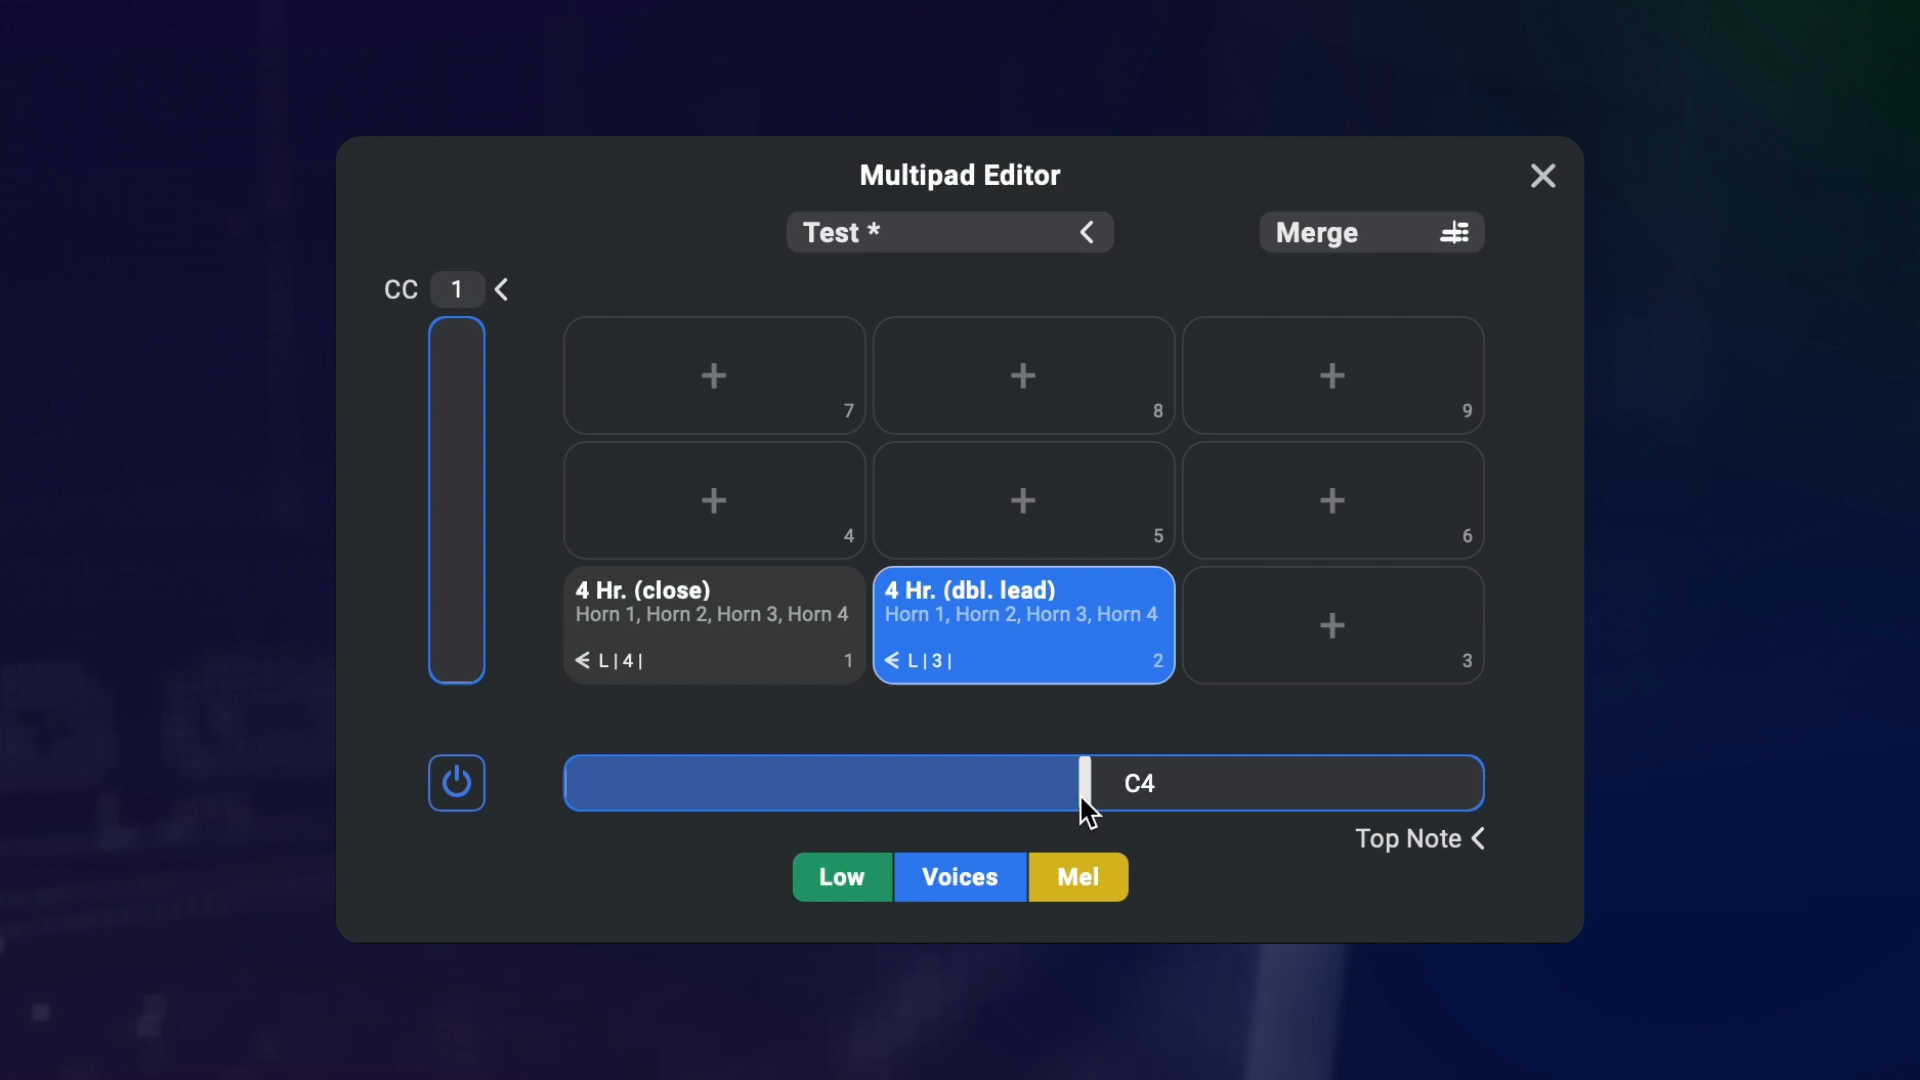 Multipad Editor
Test *
Merge
CC 1
7
8
9
4
5
6
4 Hr. (close)
Horn 1, Horn 2, Horn 3, Horn 4
L | 4 |
1
4 Hr. (dbl. lead)
Horn 1, Horn 2, Horn 3, Horn 4
L | 3 |
2
3
C4
Top Note
Low
Voices
Mel